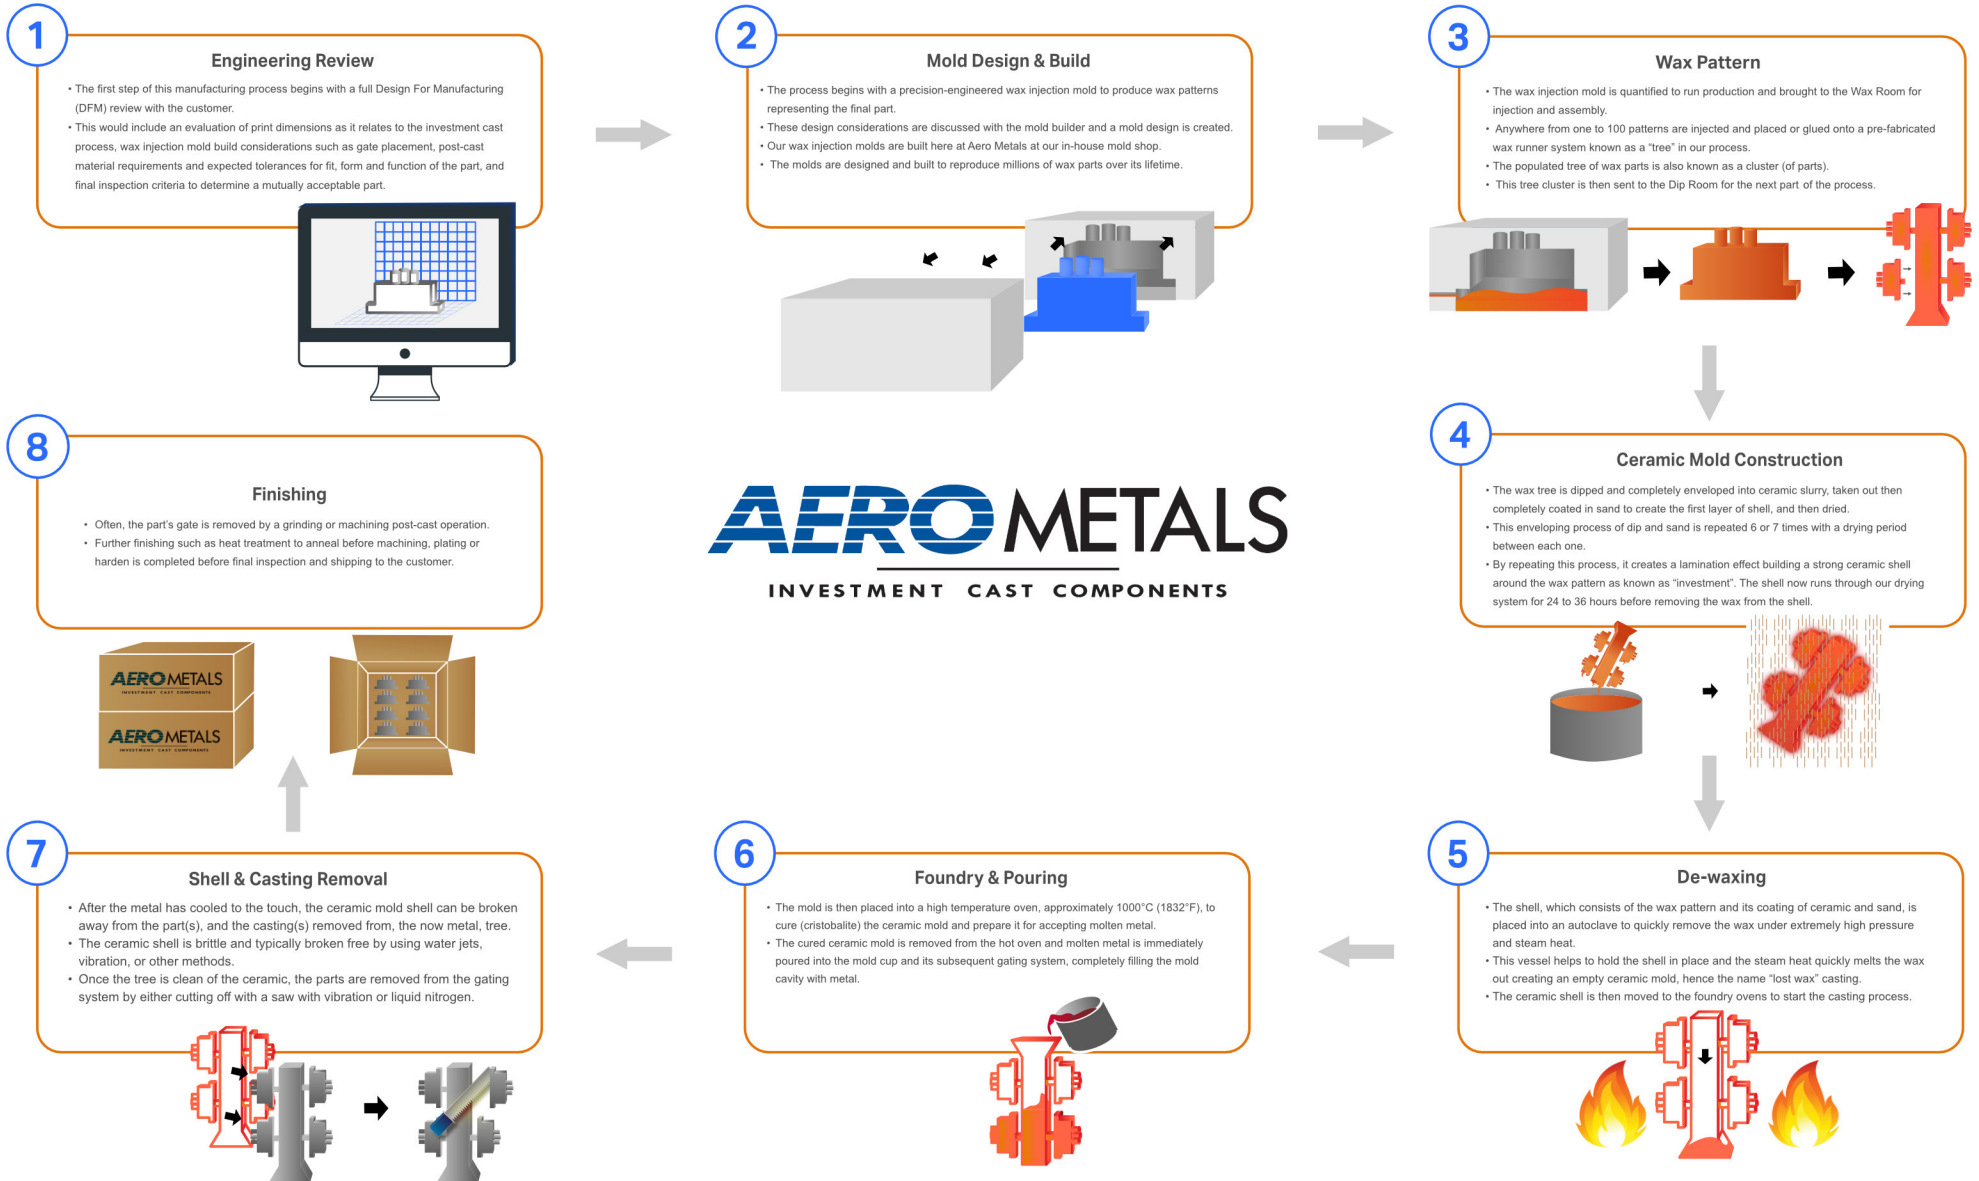 1
Engineering Review
• The first step of this manufacturing process begins with a full Design For Manufacturing
(DFM) review with the customer.
• This would include an evaluation of print dimensions as it relates to the investment cast
process, wax injection mold build considerations such as gate placement, post-cast
material requirements and expected tolerances for fit, form and function of the part, and
final inspection criteria to determine a mutually acceptable part.
2
Mold Design & Build
• The process begins with a precision-engineered wax injection mold to produce wax patterns
representing the final part.
• These design considerations are discussed with the mold builder and a mold design is created.
• Our wax injection molds are built here at Aero Metals at our in-house mold shop.
• The molds are designed and built to reproduce millions of wax parts over its lifetime.
3
Wax Pattern
• The wax injection mold is quantified to run production and brought to the Wax Room for
injection and assembly.
• Anywhere from one to 100 patterns are injected and placed or glued onto a pre-fabricated
wax runner system known as a “tree” in our process.
• The populated tree of wax parts is also known as a cluster (of parts).
• This tree cluster is then sent to the Dip Room for the next part of the process.
4
Ceramic Mold Construction
• The wax tree is dipped and completely enveloped into ceramic slurry, taken out then
completely coated in sand to create the first layer of shell, and then dried.
• This enveloping process of dip and sand is repeated 6 or 7 times with a drying period
between each one.
• By repeating this process, it creates a lamination effect building a strong ceramic shell
around the wax pattern as known as “investment”. The shell now runs through our drying
system for 24 to 36 hours before removing the wax from the shell.
5
De-waxing
• The shell, which consists of the wax pattern and its coating of ceramic and sand, is
placed into an autoclave to quickly remove the wax under extremely high pressure
and steam heat.
• This vessel helps to hold the shell in place and the steam heat quickly melts the wax
out creating an empty ceramic mold, hence the name “lost wax” casting.
• The ceramic shell is then moved to the foundry ovens to start the casting process.
6
Foundry & Pouring
• The mold is then placed into a high temperature oven, approximately 1000°C (1832°F), to
cure (cristobalite) the ceramic mold and prepare it for accepting molten metal.
• The cured ceramic mold is removed from the hot oven and molten metal is immediately
poured into the mold cup and its subsequent gating system, completely filling the mold
cavity with metal.
7
Shell & Casting Removal
• After the metal has cooled to the touch, the ceramic mold shell can be broken
away from the part(s), and the casting(s) removed from, the now metal, tree.
• The ceramic shell is brittle and typically broken free by using water jets,
vibration, or other methods.
• Once the tree is clean of the ceramic, the parts are removed from the gating
system by either cutting off with a saw with vibration or liquid nitrogen.
8
Finishing
• Often, the part's gate is removed by a grinding or machining post-cast operation.
• Further finishing such as heat treatment to anneal before machining, plating or
harden is completed before final inspection and shipping to the customer.
AEROMETALS
INVESTMENT CAST COMPONENTS
AEROMETALS
INVESTMENT CAST COMPONENTS
AEROMETALS
INVESTMENT CAST COMPONENTS